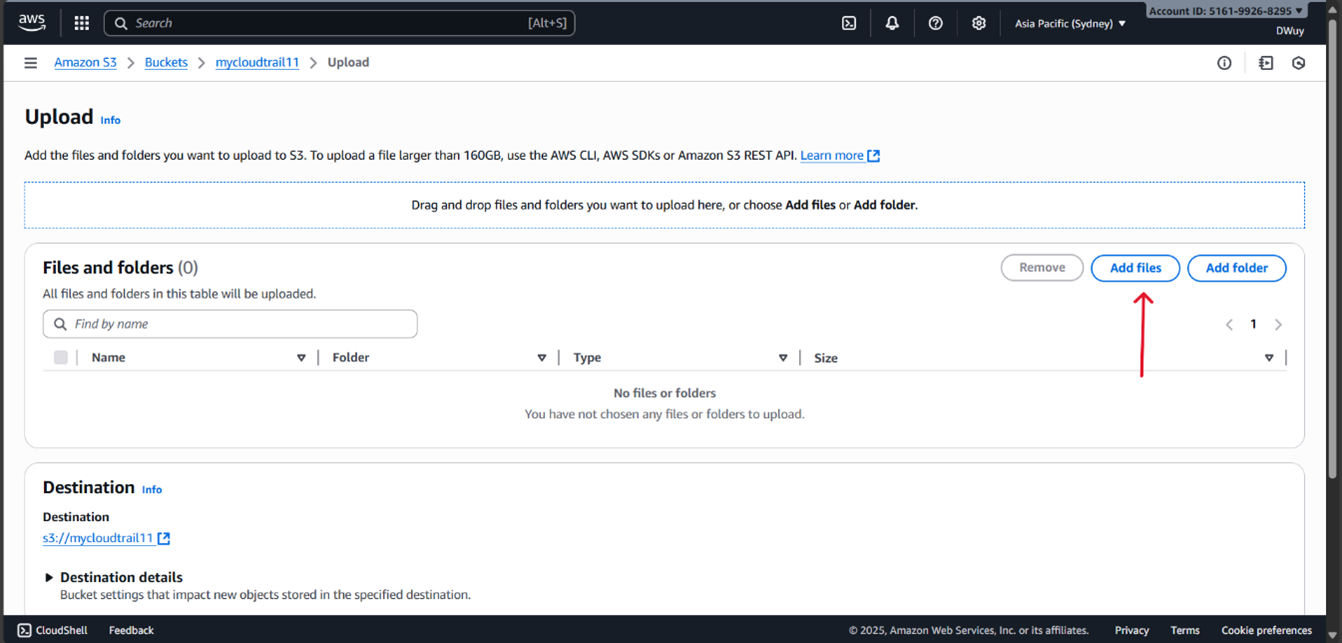 aws
Search [Alt+S]
Asia Pacific (Sydney)
Account ID: 5161-9926-8295
DWuy
Amazon S3 > Buckets > mycloudtrail11 > Upload
Upload Info
Add the files and folders you want to upload to S3. To upload a file larger than 160GB, use the AWS CLI, AWS SDKs or Amazon S3 REST API. Learn more
Drag and drop files and folders you want to upload here, or choose Add files or Add folder.
Files and folders (0)
Remove Add files Add folder
All files and folders in this table will be uploaded.
Find by name
1
Name Folder Type Size
No files or folders
You have not chosen any files or folders to upload.
Destination Info
Destination
s3://mycloudtrail11
Destination details
Bucket settings that impact new objects stored in the specified destination.
CloudShell Feedback © 2025, Amazon Web Services, Inc. or its affiliates. Privacy Terms Cookie preferences